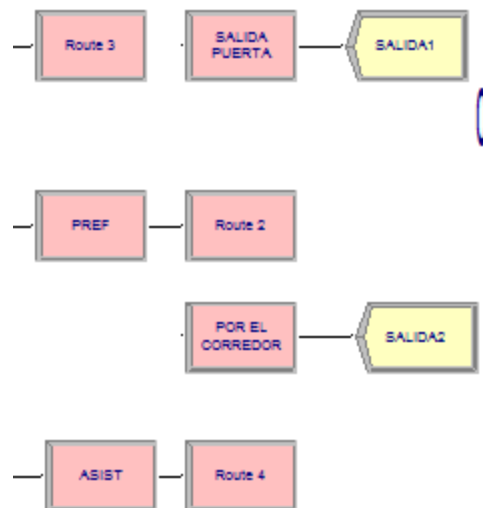 Route 3
SALIDA
PUERTA
SALIDA1
PREF
Route 2
POR EL
CORREDOR
SALIDA2
ASIST
Route 4